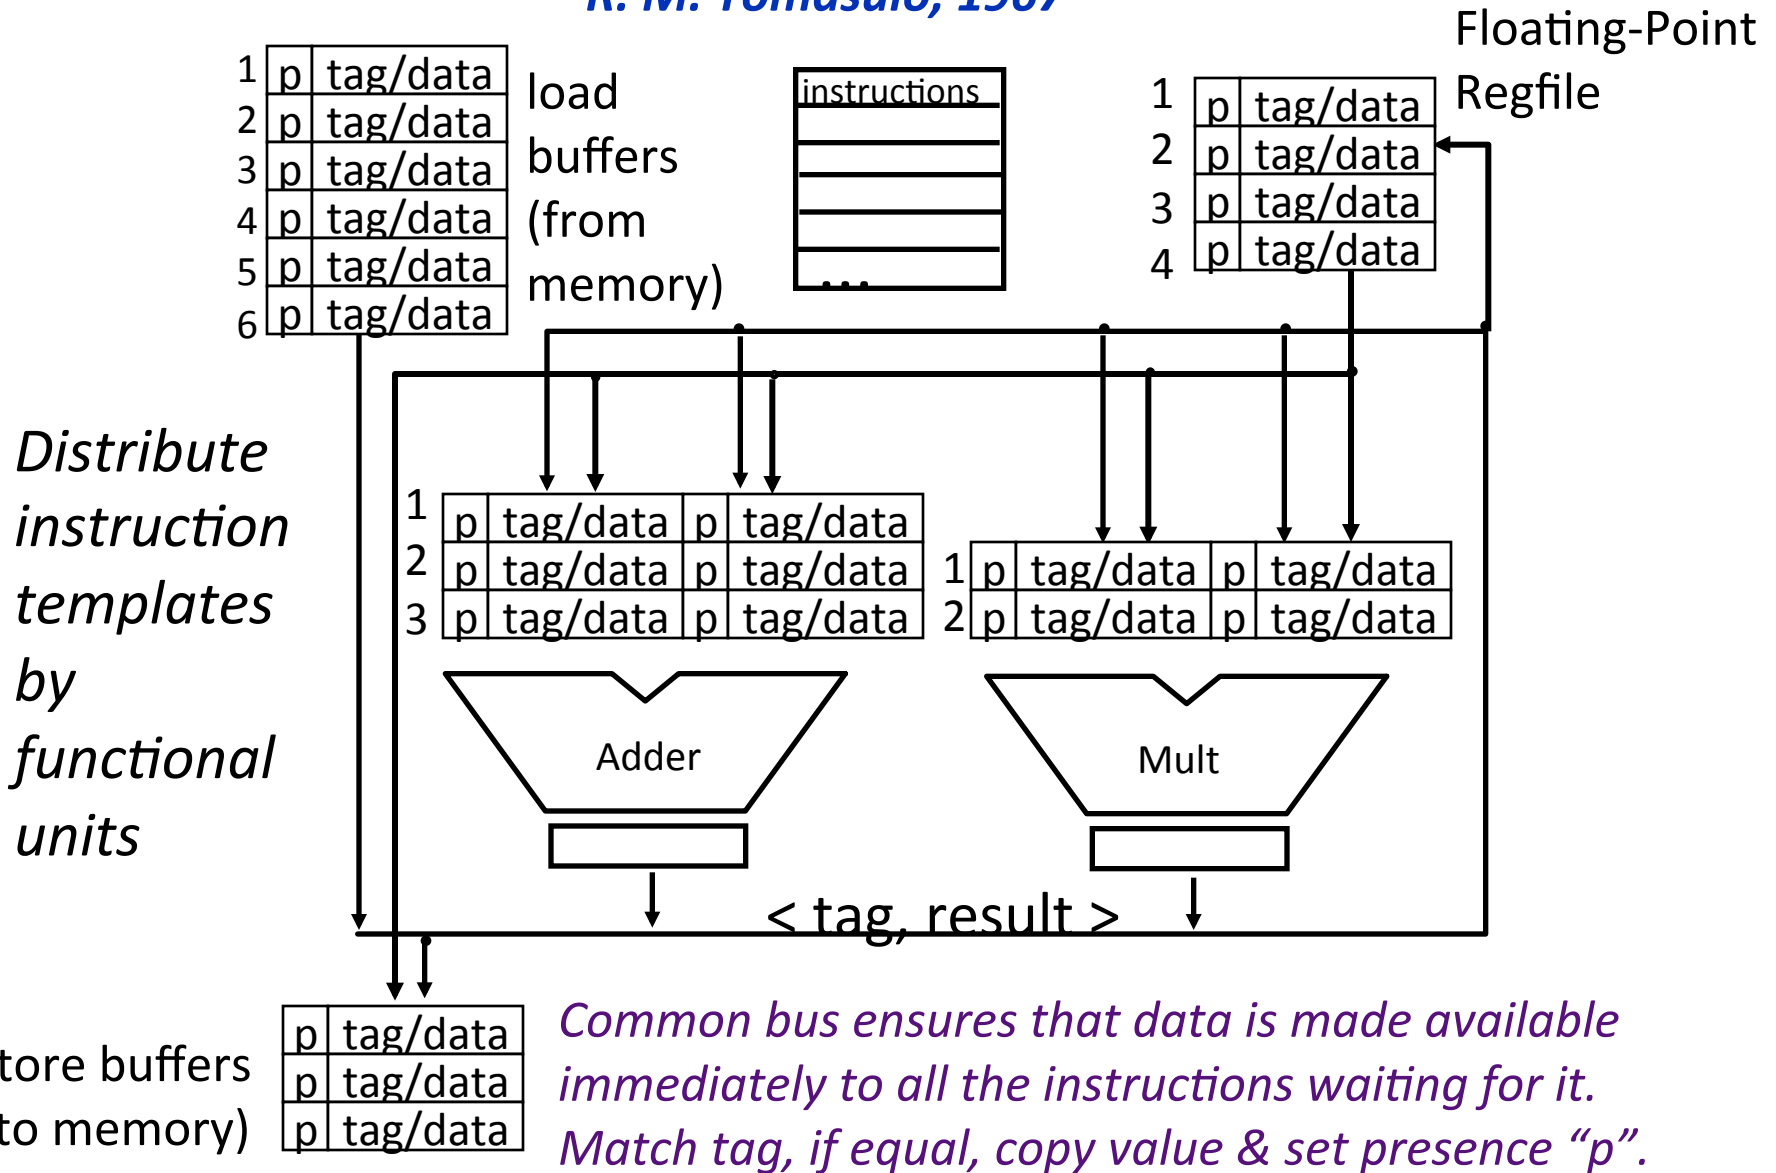 R. M. Tomasulo, 1967
Floating-Point
Regfile
1 p tag/data
2 p tag/data
3 p tag/data
4 p tag/data
5 p tag/data
6 p tag/data
load
buffers
(from
memory)
instructions
...
1 p tag/data
2 p tag/data
3 p tag/data
4 p tag/data
Distribute
instruction
templates
by
functional
units
1 p tag/data p tag/data
2 p tag/data p tag/data
3 p tag/data p tag/data
1 p tag/data p tag/data
2 p tag/data p tag/data
Adder
Mult
< tag, result >
tore buffers
to memory)
p tag/data
p tag/data
p tag/data
Common bus ensures that data is made available
immediately to all the instructions waiting for it.
Match tag, if equal, copy value & set presence “p”.